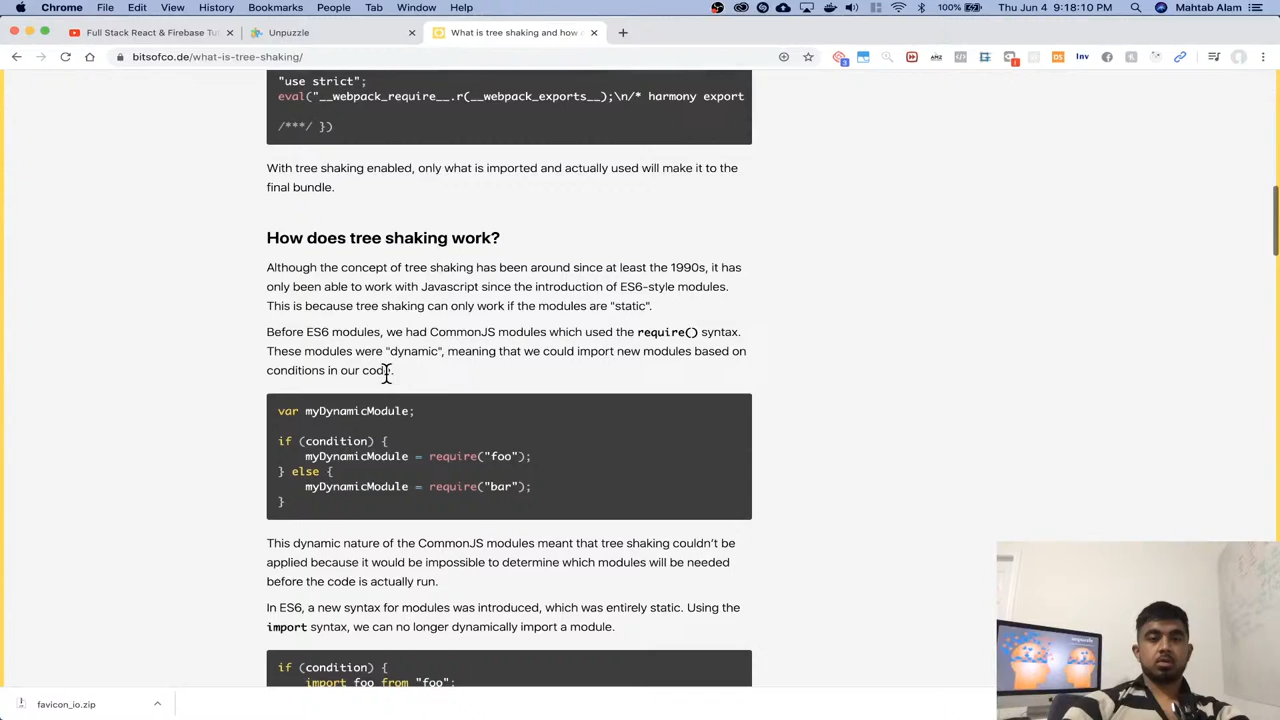 Chrome File Edit View History Bookmarks People Tab Window Help 100% Thu Jun 4 9:18:10 PM Mahtab Alam
Full Stack React & Firebase Tut Unpuzzle What is tree shaking and how
bitsofco.de/what-is-tree-shaking/
"use strict";
eval("__webpack_require__.r(__webpack_exports__);\n/* harmony export
/***/ })
With tree shaking enabled, only what is imported and actually used will make it to the
final bundle.
How does tree shaking work?
Although the concept of tree shaking has been around since at least the 1990s, it has
only been able to work with Javascript since the introduction of ES6-style modules.
This is because tree shaking can only work if the modules are "static".
Before ES6 modules, we had CommonJS modules which used the require() syntax.
These modules were "dynamic", meaning that we could import new modules based on
conditions in our code.
var myDynamicModule;
if (condition) {
myDynamicModule = require("foo");
} else {
myDynamicModule = require("bar");
}
This dynamic nature of the CommonJS modules meant that tree shaking couldn't be
applied because it would be impossible to determine which modules will be needed
before the code is actually run.
In ES6, a new syntax for modules was introduced, which was entirely static. Using the
import syntax, we can no longer dynamically import a module.
if (condition) {
import foo from "foo";
favicon_io.zip